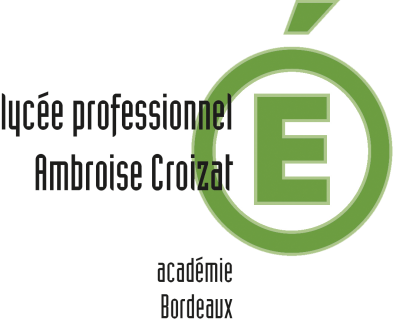 lycée professionnel
Ambroise Croizat
É
académie
Bordeaux